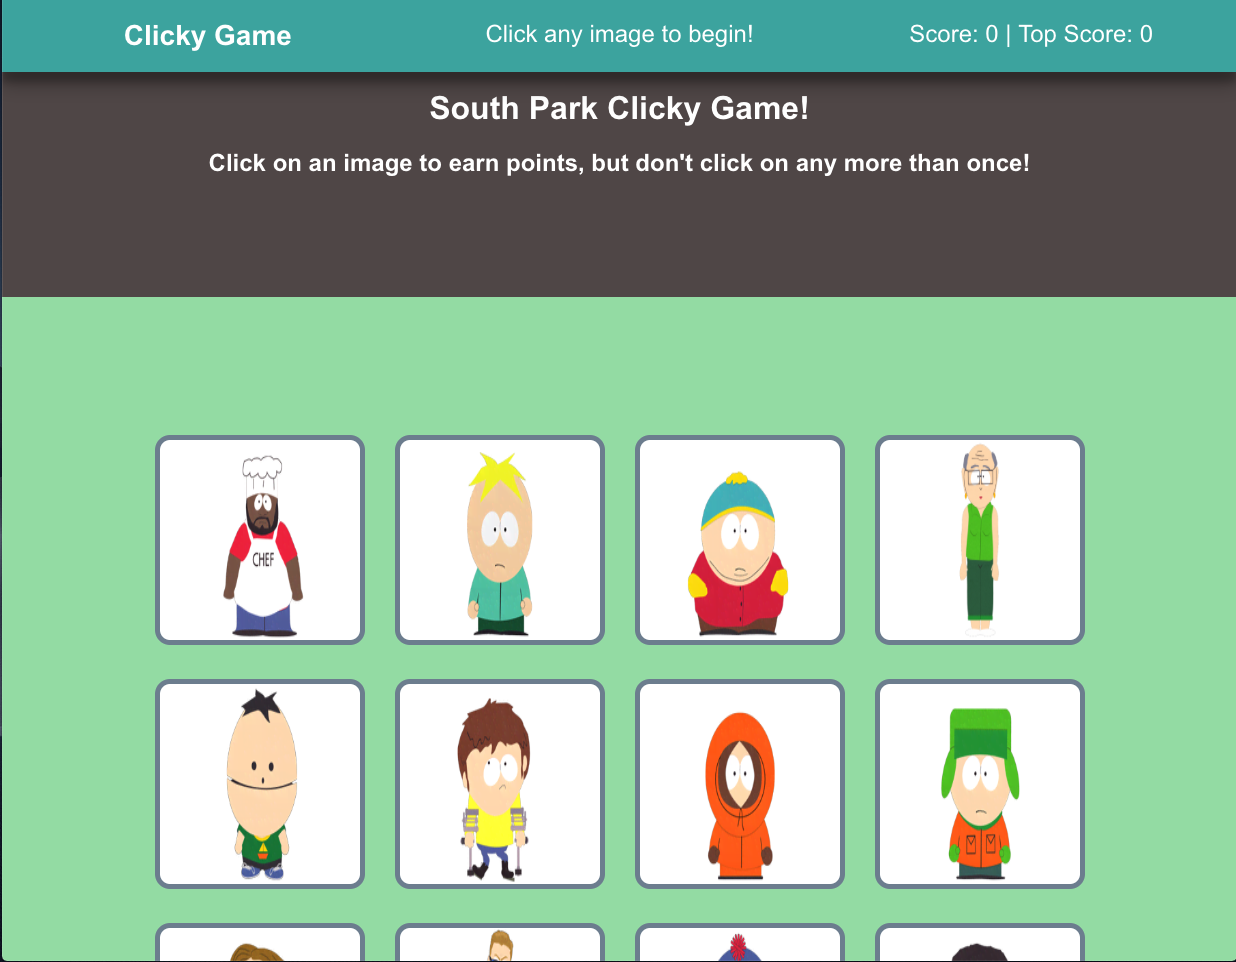 Clicky Game
Click any image to begin!
Score: 0 | Top Score: 0
South Park Clicky Game!
Click on an image to earn points, but don't click on any more than once!
CHEF